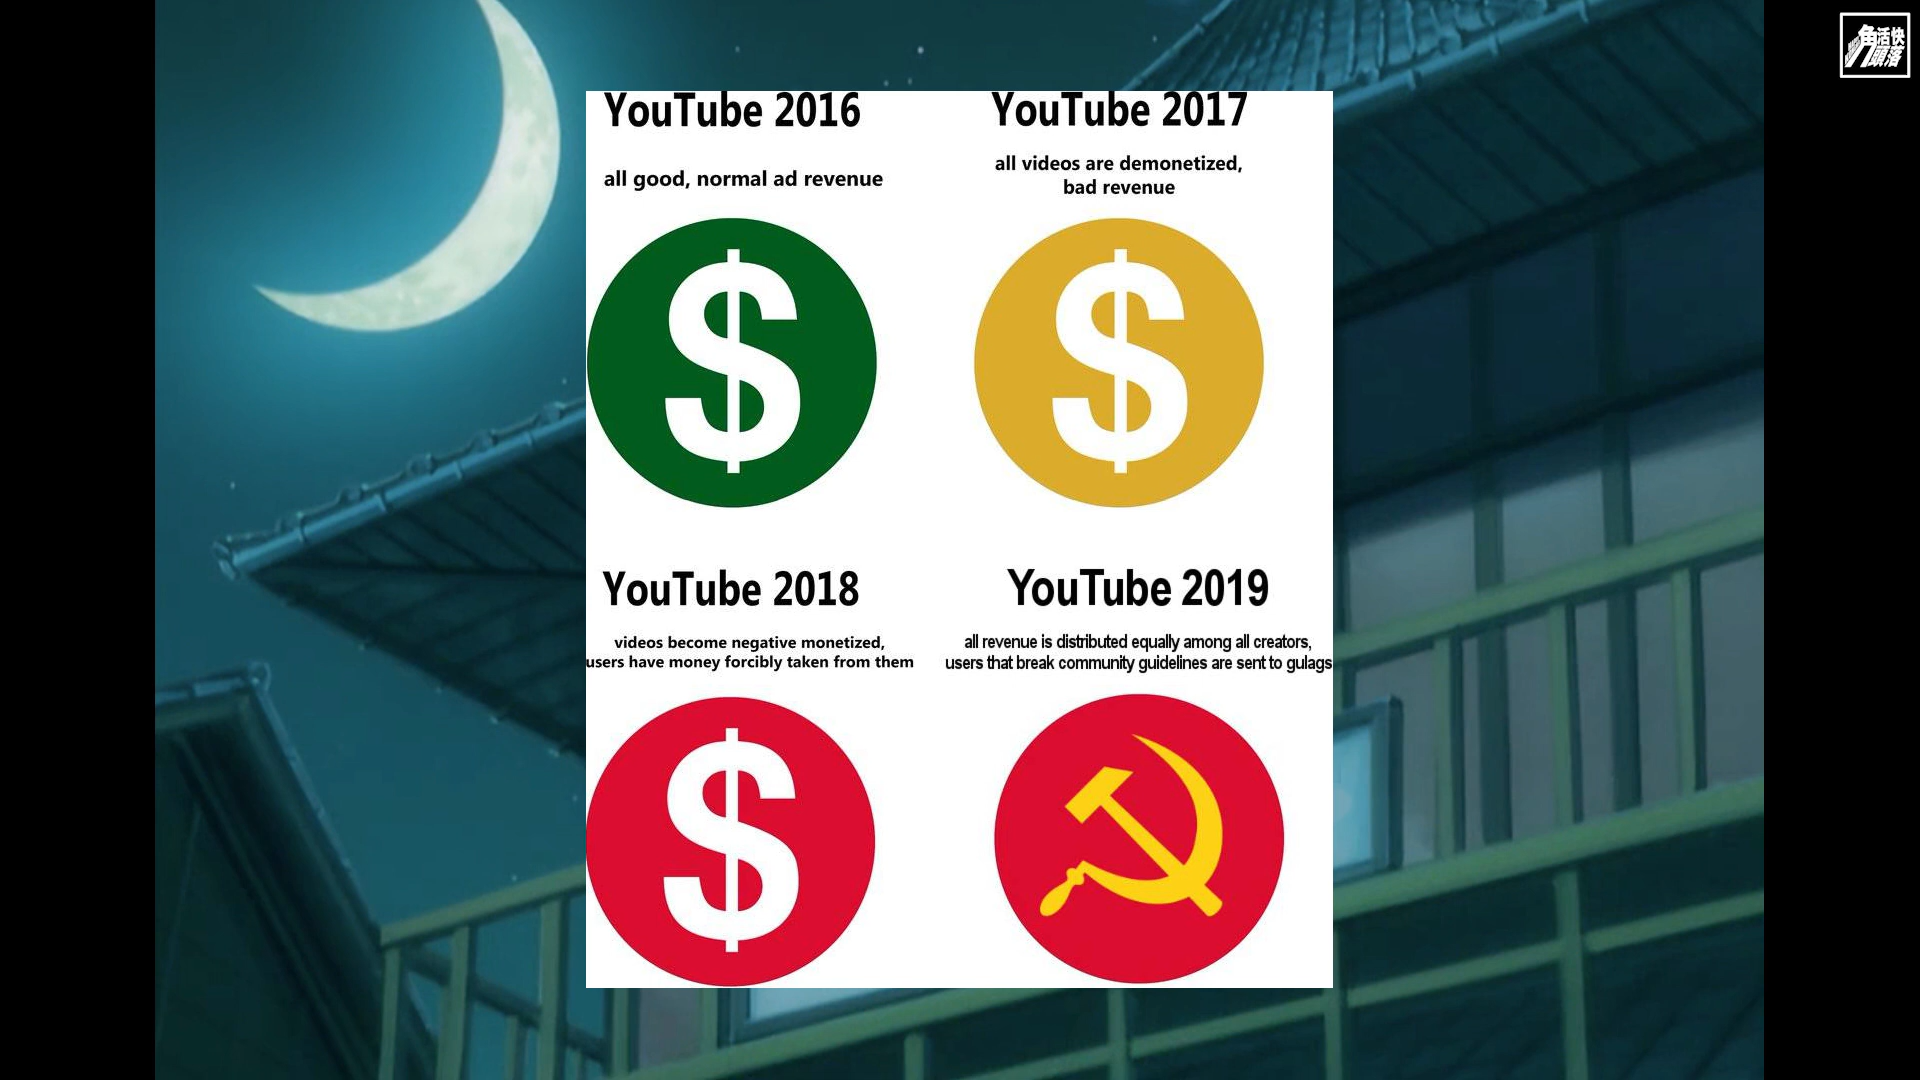 YouTube 2016
all good, normal ad revenue
YouTube 2017
all videos are demonetized,
bad revenue
YouTube 2018
videos become negative monetized,
users have money forcibly taken from them
YouTube 2019
all revenue is distributed equally among all creators,
users that break community guidelines are sent to gulags